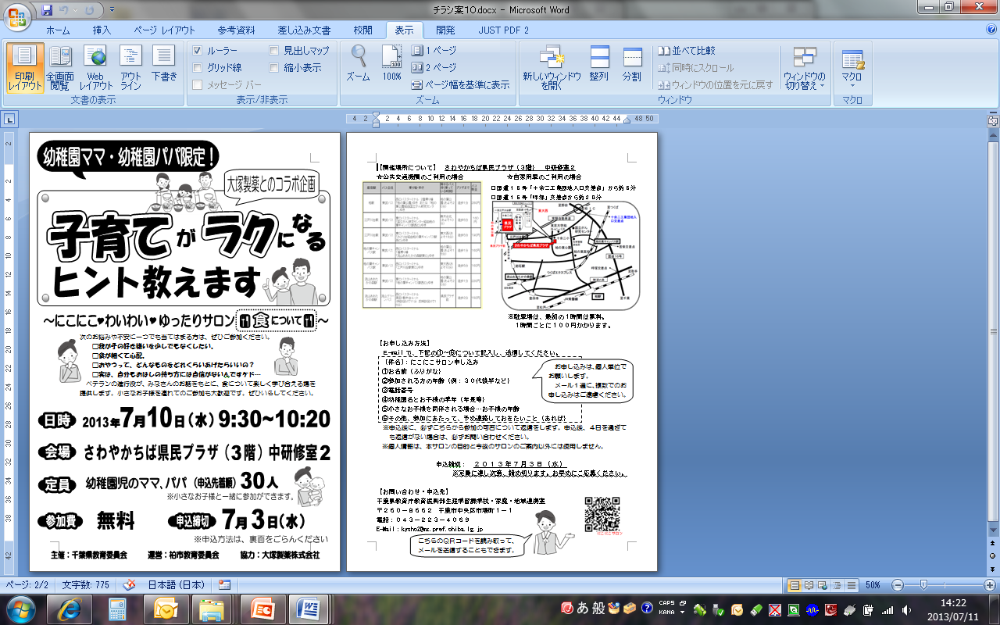 チラシ案10.docx - Microsoft Word
ホーム 挿入 ページ レイアウト 参考資料 差し込み文書 校閲 表示 開発 JUST PDF 2
印刷レイアウト 全画面閲覧 Web レイアウト アウトライン 下書き
文書の表示
ルーラー 見出しマップ
グリッド線 縮小表示
メッセージ バー
表示/非表示
ズーム 100% 1 ページ
2 ページ
ページ幅を基準に表示
ズーム
新しいウィンドウを開く 整列 分割
並べて比較
同時にスクロール
ウィンドウの位置を元に戻す
ウィンドウの切り替え
ウィンドウ
マクロ
マクロ
幼稚園ママ・幼稚園パパ限定！
大塚製薬とのコラボ企画
子育てがラクになる
ヒント教えます
～にこにこ♥わいわい♥ゆったりサロン 食について～
次のお悩みや不安に一つでも当てはまる方は、ぜひご参加ください。
□我が子の好き嫌いを少しでもなくしたい。
□食が細くて心配。
□おやつって、どんなものをどれくらいあげたらいいの？
□実は、自分もおはしの持ち方には自信がないんですケド…
ベテランの進行役が、みなさんのお話をもとに、食について楽しく学び合える場を
提供します。小さなお子様を連れてのご参加も大歓迎です。ぜひいらしてください。
日時 2013年7月10日（水）9:30~10:20
会場 さわやかちば県民プラザ（３階）中研修室２
定員 幼稚園児のママ、パパ（申込先着順）30人
※小さなお子様と一緒に参加ができます。
参加費 無料 申込締切 7月3日（水）
※申込方法は、裏面をごらんください
主催：千葉県教育委員会 運営：柏市教育委員会 協力：大塚製薬株式会社
【開催場所について】 さわやかちば県民プラザ（３階） 中研修室２
☆公共交通機関のご利用の場合 ☆自家用車のご利用の場合
□国道１６号「十余二工業団地入口交差点」から約５分
さわやかちば県民プラザ
つくばエクスプレス
JR常磐線
※駐車場は、最初の１時間は無料。
１時間ごとに１００円かかります。
【お申し込み方法】
E-mailで、下記の①～⑥について記入し、送信してください。
（件名）：にこにこサロン申し込み
①お名前（ふりがな）
②参加される方の年齢（例：３０代後半など）
③電話番号
④幼稚園名とお子様の学年（年長等）
⑤小さなお子様を同伴される場合…お子様の年齢
⑥その他、参加にあたって、予め連絡しておきたいこと（あれば）
お申し込みは、個人単位で
お願いします。
メール１通に、複数でのお
申し込みはご遠慮ください。
※申込後に、必ずこちらから参加の可否について返信をします。申込後、４日を過ぎて
も返信がない場合は、必ずお問い合わせください。
※個人情報は、本サロンの目的と今後のサロンのご案内以外には使用しません。
申込締切： ２０１３年７月３日（水）
※定員に達し次第、締め切ります。お早めにご応募ください。
【お問い合わせ・申込先】
千葉県教育庁教育振興部生涯学習課学校・家庭・地域連携室
〒２６０－８６６２ 千葉市中央区市場町１－１
電話：０４３－２２３－４０６９
E-Mail：kysho2@mz.pref.chiba.lg.jp
こちらのＱＲコードを読み取って、
メールを送信することもできます。
にこにこサロン
ページ: 2/2 文字数: 775 日本語 (日本) 50%
あ 般 CAPS KANA
14:22
2013/07/11